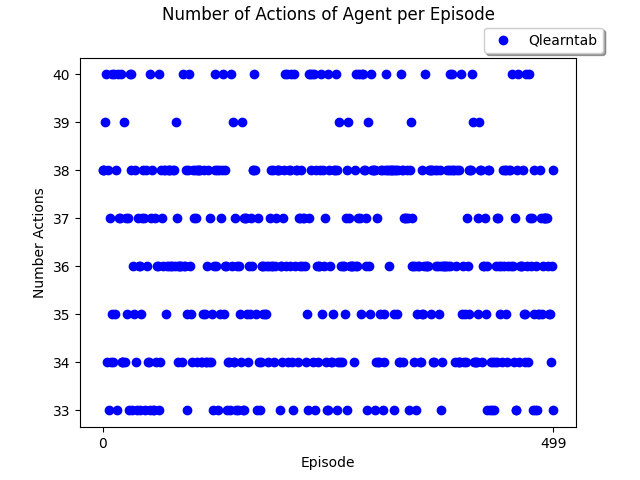 Number of Actions of Agent per Episode
Qlearntab
40
39
38
37
36
35
34
33
Number Actions
0
499
Episode